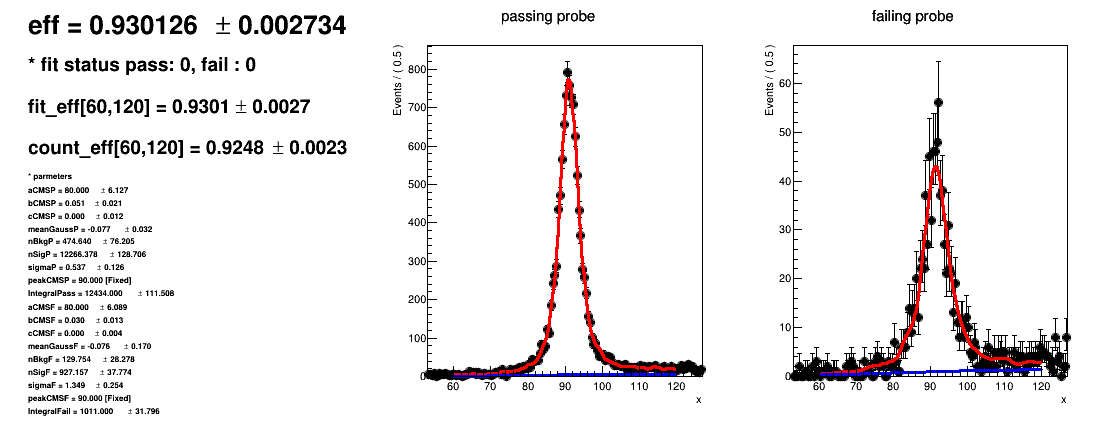 eff = 0.930126 ± 0.002734
* fit status pass: 0, fail : 0
fit_eff[60,120] = 0.9301 ± 0.0027
count_eff[60,120] = 0.9248 ± 0.0023
* parmeters
aCMSP = 80.000 ± 6.127
bCMSP = 0.051 ± 0.021
cCMSP = 0.000 ± 0.012
meanGaussP = -0.077 ± 0.032
nBkgP = 474.640 ± 76.205
nSigP = 12266.378 ± 128.706
sigmaP = 0.537 ± 0.126
peakCMSP = 90.000 [Fixed]
IntegralPass = 12434.000 ± 111.508
aCMSF = 80.000 ± 6.089
bCMSF = 0.030 ± 0.013
cCMSF = 0.000 ± 0.004
meanGaussF = -0.076 ± 0.170
nBkgF = 129.754 ± 28.278
nSigF = 927.157 ± 37.774
sigmaF = 1.349 ± 0.254
peakCMSF = 90.000 [Fixed]
IntegralFail = 1011.000 ± 31.796
passing probe
Events / ( 0.5 )
800
700
600
500
400
300
200
100
0
60 70 80 90 100 110 120
x
failing probe
Events / ( 0.5 )
60
50
40
30
20
10
0
60 70 80 90 100 110 120
x